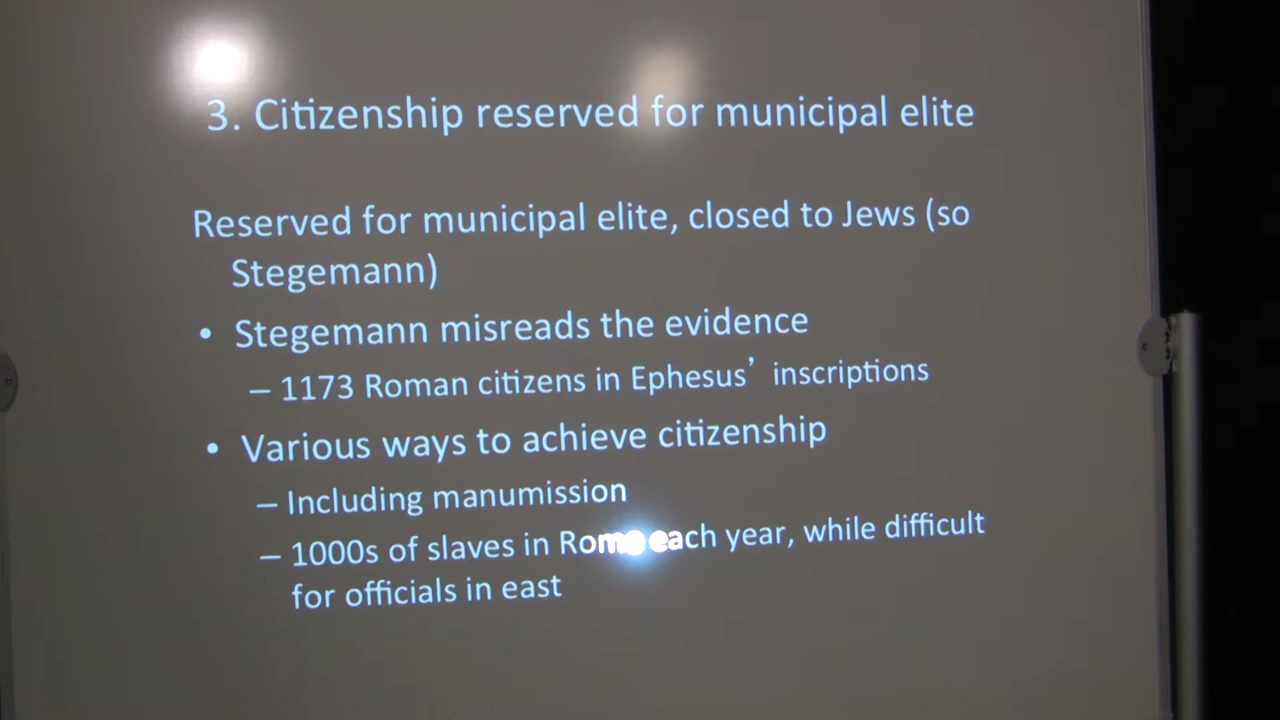 3. Citizenship reserved for municipal elite
Reserved for municipal elite, closed to Jews (so
Stegemann)
• Stegemann misreads the evidence
– 1173 Roman citizens in Ephesus’ inscriptions
• Various ways to achieve citizenship
– Including manumission
– 1000s of slaves in Rome each year, while difficult
for officials in east